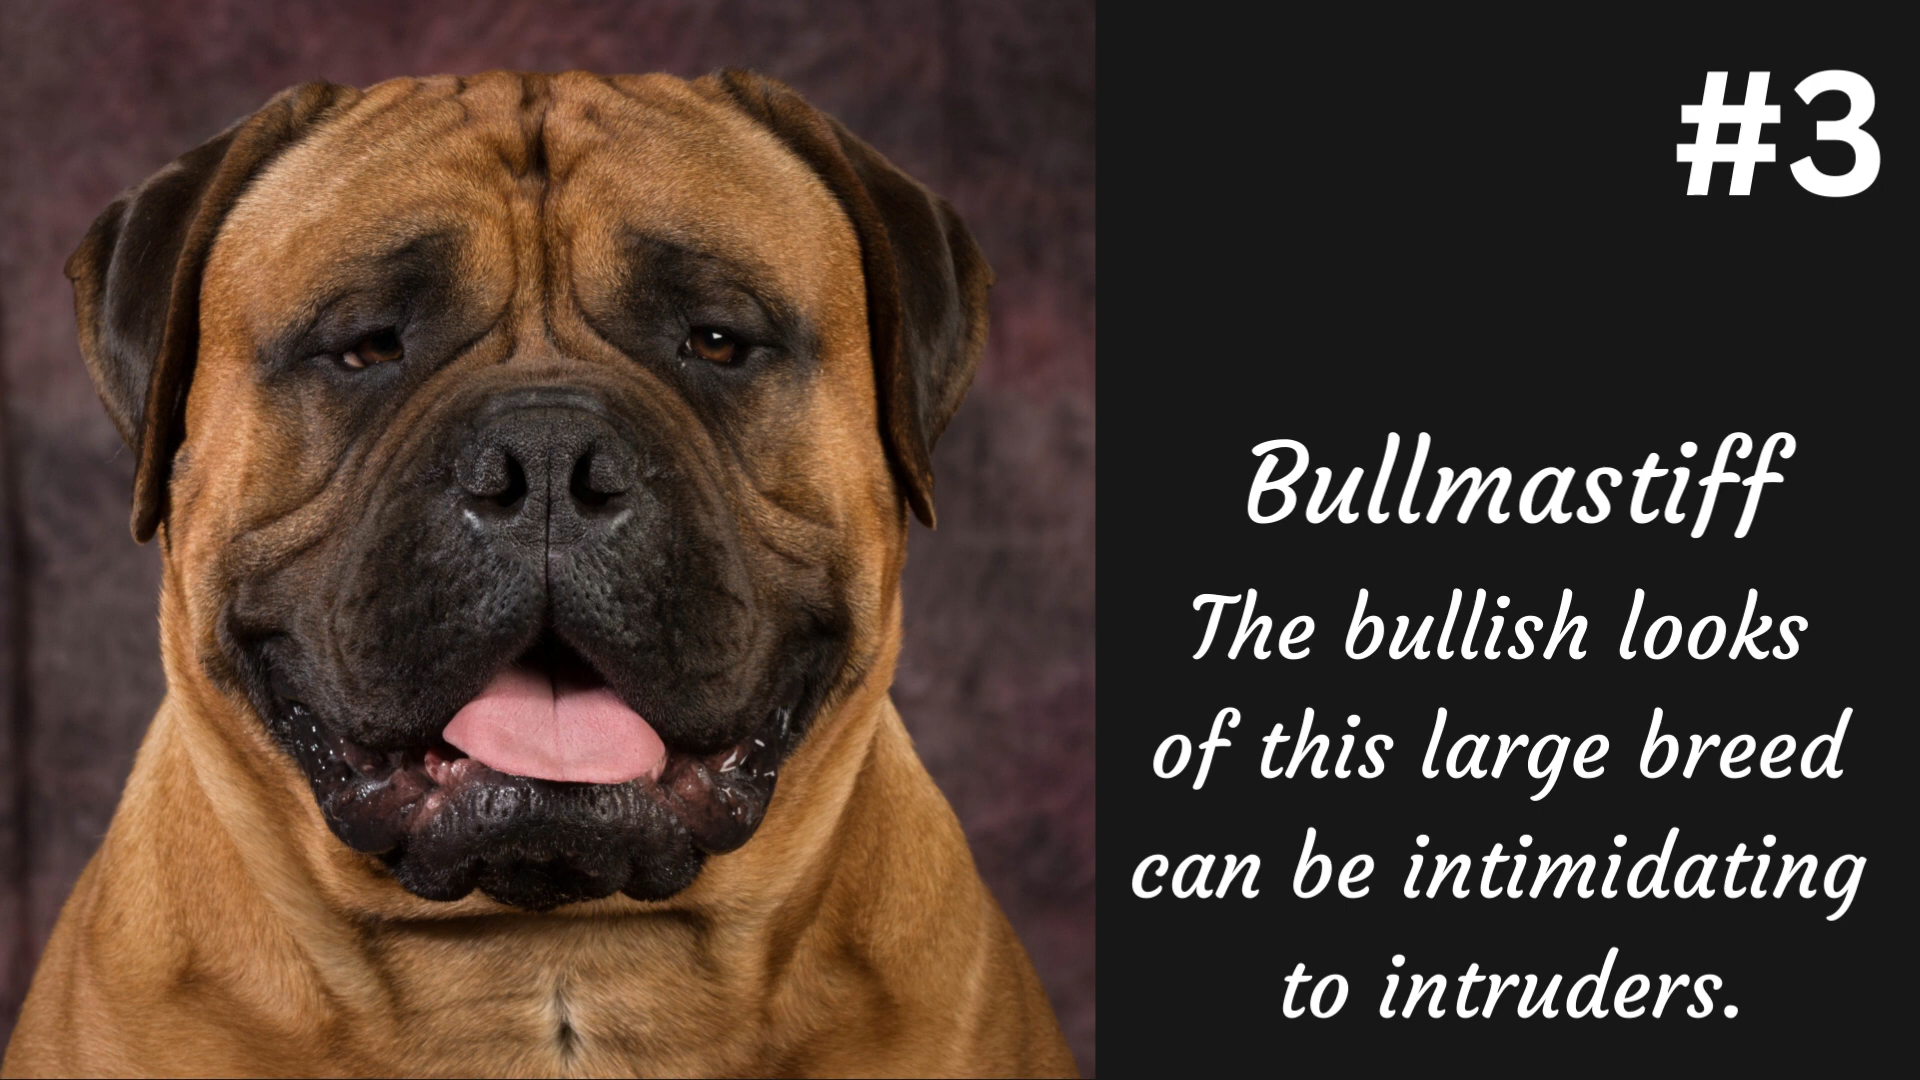 #3
Bullmastiff
The bullish looks
of this large breed
can be intimidating
to intruders.